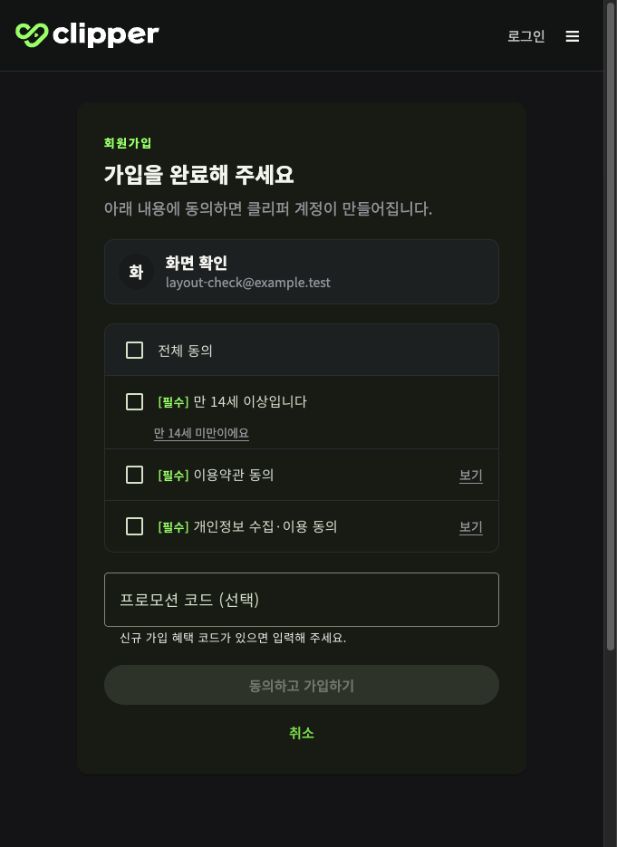 clipper
로그인
회원가입
가입을 완료해 주세요
아래 내용에 동의하면 클리퍼 계정이 만들어집니다.
화
화면 확인
layout-check@example.test
전체 동의
[필수] 만 14세 이상입니다
만 14세 미만이에요
[필수] 이용약관 동의 보기
[필수] 개인정보 수집·이용 동의 보기
프로모션 코드 (선택)
신규 가입 혜택 코드가 있으면 입력해 주세요.
동의하고 가입하기
취소